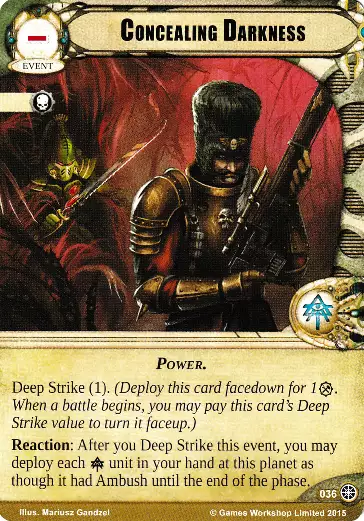 CONCEALING DARKNESS
–
EVENT
POWER.
Deep Strike (1). (Deploy this card facedown for 1
When a battle begins, you may pay this card's Deep
Strike value to turn it faceup.)
Reaction: After you Deep Strike this event, you may
deploy each unit in your hand at this planet as
though it had Ambush until the end of the phase.
036
Illus. Mariusz Gandzel
© Games Workshop Limited 2015